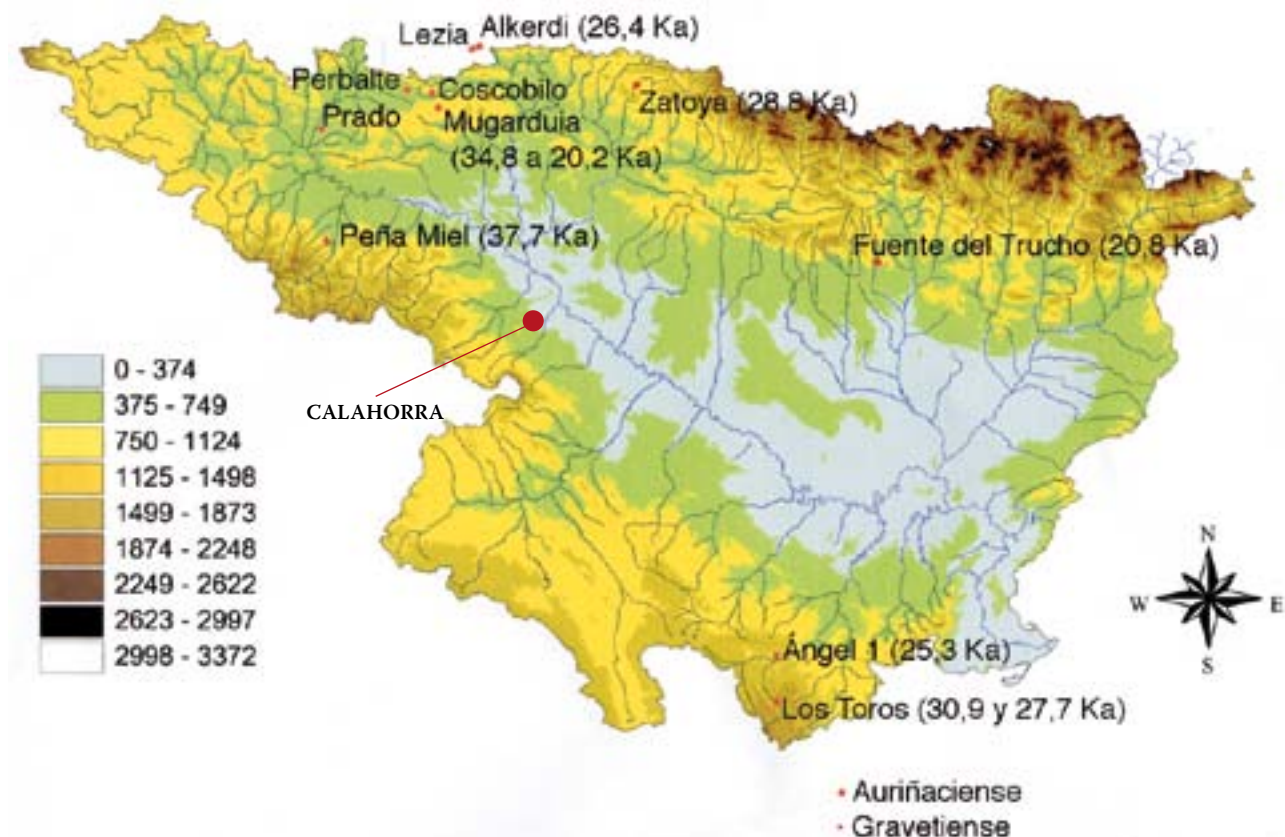 Lezia
Alkerdi (26,4 Ka)
Perbalte
Coscobilo
Zatoya (28,8 Ka)
Prado
Mugarduia
(34,8 a 20,2 Ka)
Peña Miel (37,7 Ka)
Fuente del Trucho (20,8 Ka)
CALAHORRA
0 - 374
375 - 749
750 - 1124
1125 - 1498
1499 - 1873
1874 - 2248
2249 - 2622
2623 - 2997
2998 - 3372
N
W E
S
Ángel 1 (25,3 Ka)
Los Toros (30,9 y 27,7 Ka)
Auriñaciense
Gravetiense